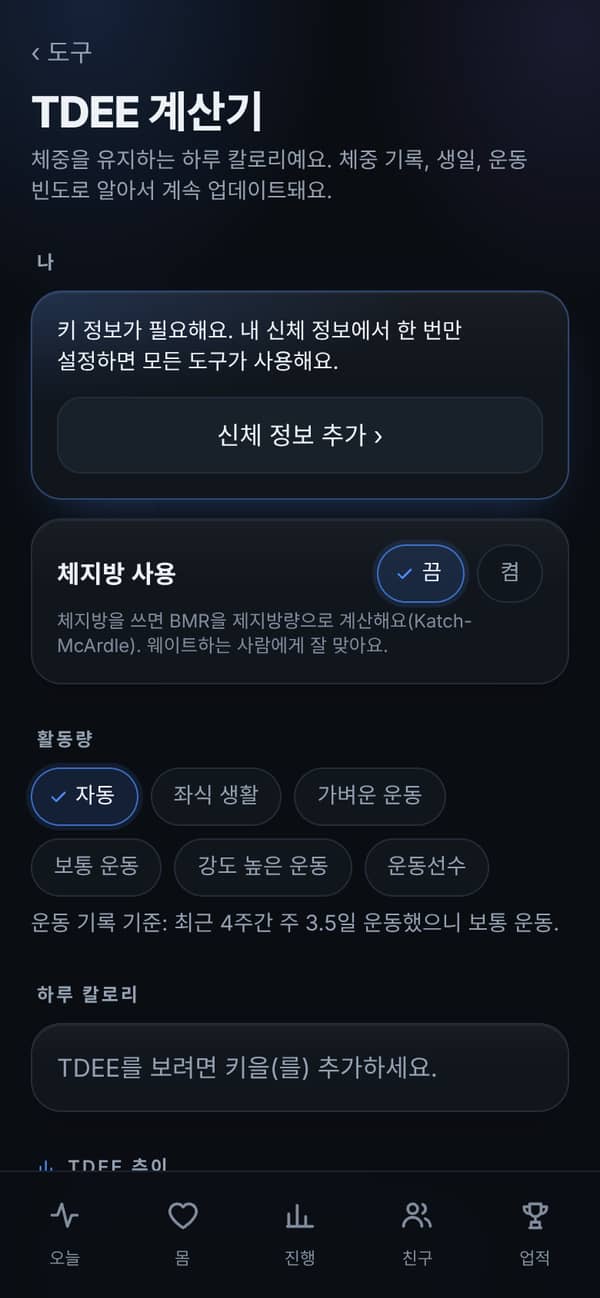 ‹ 도구
TDEE 계산기
체중을 유지하는 하루 칼로리예요. 체중 기록, 생일, 운동
빈도로 알아서 계속 업데이트돼요.
나
키 정보가 필요해요. 내 신체 정보에서 한 번만
설정하면 모든 도구가 사용해요.
신체 정보 추가 ›
체지방 사용
✓ 끔 켬
체지방을 쓰면 BMR을 제지방량으로 계산해요(Katch-
McArdle). 웨이트하는 사람에게 잘 맞아요.
활동량
✓ 자동 좌식 생활 가벼운 운동
보통 운동 강도 높은 운동 운동선수
운동 기록 기준: 최근 4주간 주 3.5일 운동했으니 보통 운동.
하루 칼로리
TDEE를 보려면 키을(를) 추가하세요.
TDEE 추이
오늘 몸 진행 친구 업적